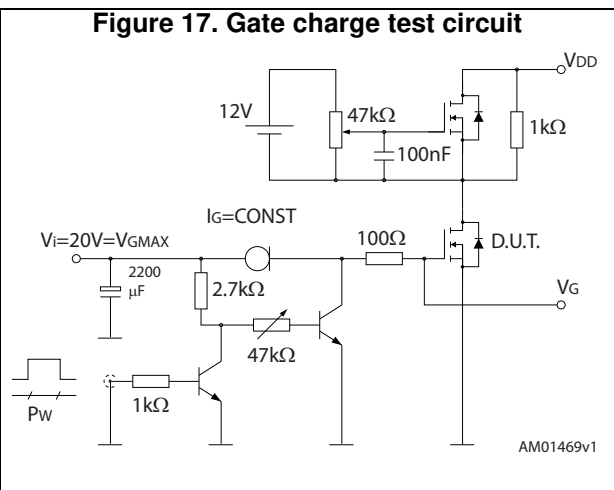 Figure 17. Gate charge test circuit
VDD
12V
47kΩ
1kΩ
100nF
IG=CONST
Vi=20V=VGMAX
100Ω
D.U.T.
2200
μF
2.7kΩ
VG
47kΩ
1kΩ
PW
AM01469v1